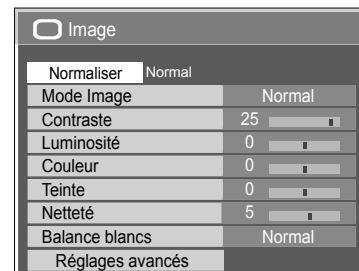 Image
Normaliser Normal
Mode Image Normal
Contraste 25
Luminosité 0
Couleur 0
Teinte 0
Netteté 5
Balance blancs Normal
Réglages avancés